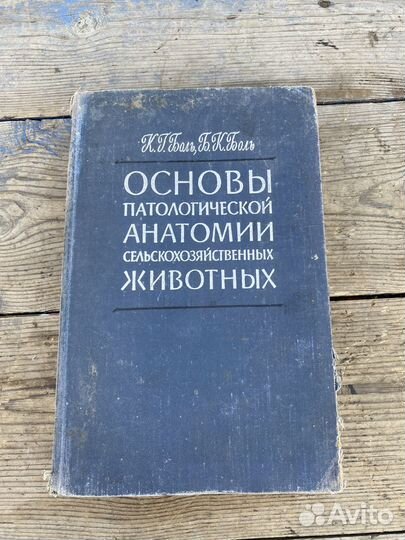 К.Г.Боль, Б.К.Боль
ОСНОВЫ
ПАТОЛОГИЧЕСКОЙ
АНАТОМИИ
СЕЛЬСКОХОЗЯЙСТВЕННЫХ
ЖИВОТНЫХ
Avito